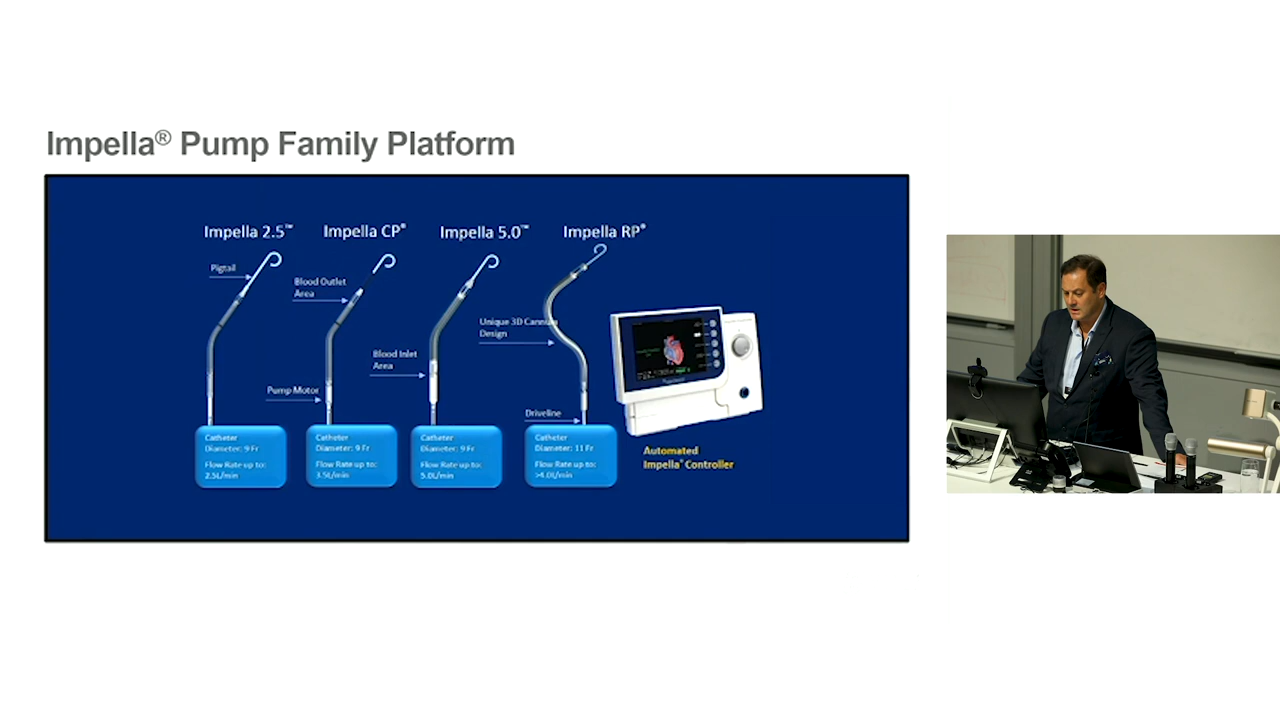 Impella® Pump Family Platform
Impella 2.5™
Impella CP®
Impella 5.0™
Impella RP®
Pigtail
Blood Outlet
Area
Unique 3D Cannula
Design
Blood Inlet
Area
Pump Motor
Driveline
Catheter
Diameter: 9 Fr
Flow Rate up to:
2.5L/min
Catheter
Diameter: 9 Fr
Flow Rate up to:
3.5L/min
Catheter
Diameter: 9 Fr
Flow Rate up to:
5.0L/min
Catheter
Diameter: 11 Fr
Flow Rate up to:
>4.0L/min
Automated
Impella® Controller